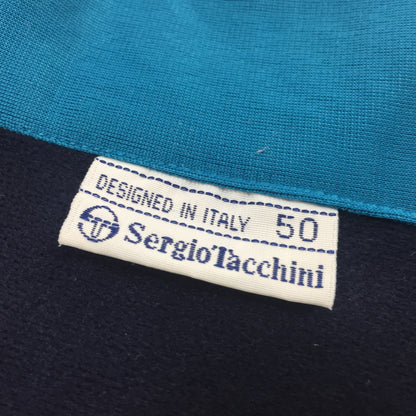 DESIGNED IN ITALY 50
Sergio Tacchini